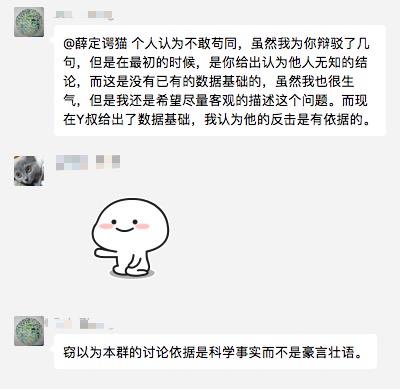 @薛定谔猫 个人认为不敢苟同，虽然我为你辩驳了几
句，但是在最初的时候，是你给出认为他人无知的结
论，而这是没有已有的数据基础的，虽然我也很生
气，但是我还是希望尽量客观的描述这个问题。而现
在Y叔给出了数据基础，我认为他的反击是有依据的。
窃以为本群的讨论依据是科学事实而不是豪言壮语。